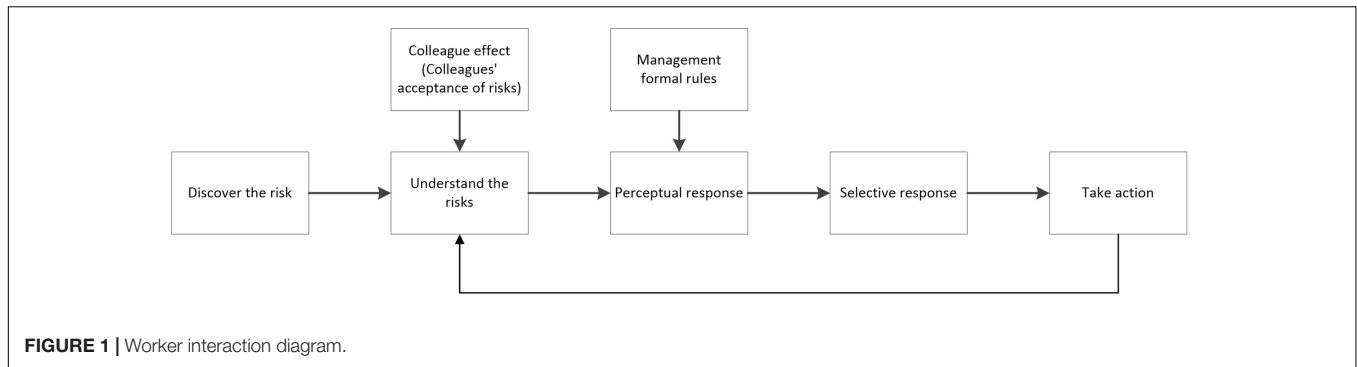 Colleague effect
(Colleagues'
acceptance of risks)
Management
formal rules
Discover the risk
Understand the
risks
Perceptual response
Selective response
Take action
FIGURE 1 | Worker interaction diagram.